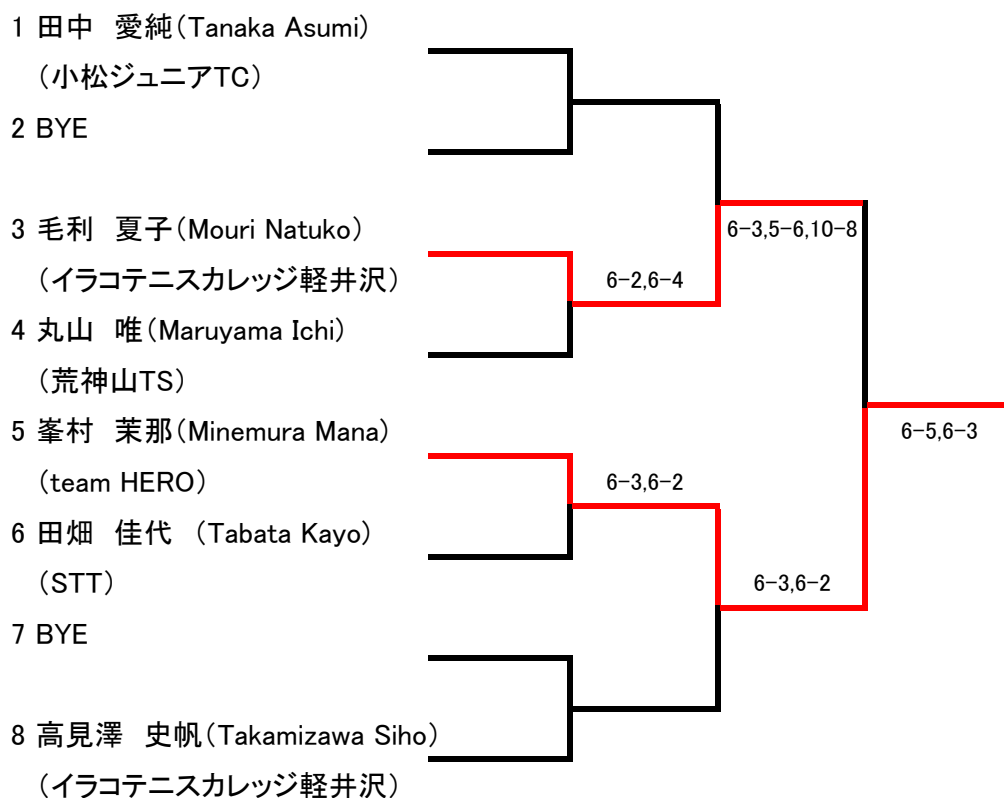 1 田中　愛純（Tanaka Asumi）
（小松ジュニアTC）
2 BYE
3 毛利　夏子（Mouri Natuko）
（イラコテニスカレッジ軽井沢）
4 丸山　唯（Maruyama Ichi）
（荒神山TS）
5 峯村　茉那（Minemura Mana）
（team HERO）
6 田畑　佳代　（Tabata Kayo）
（STT）
7 BYE
8 高見澤　史帆（Takamizawa Siho）
（イラコテニスカレッジ軽井沢）
6-2,6-4
6-3,6-2
6-3,5-6,10-8
6-3,6-2
6-5,6-3